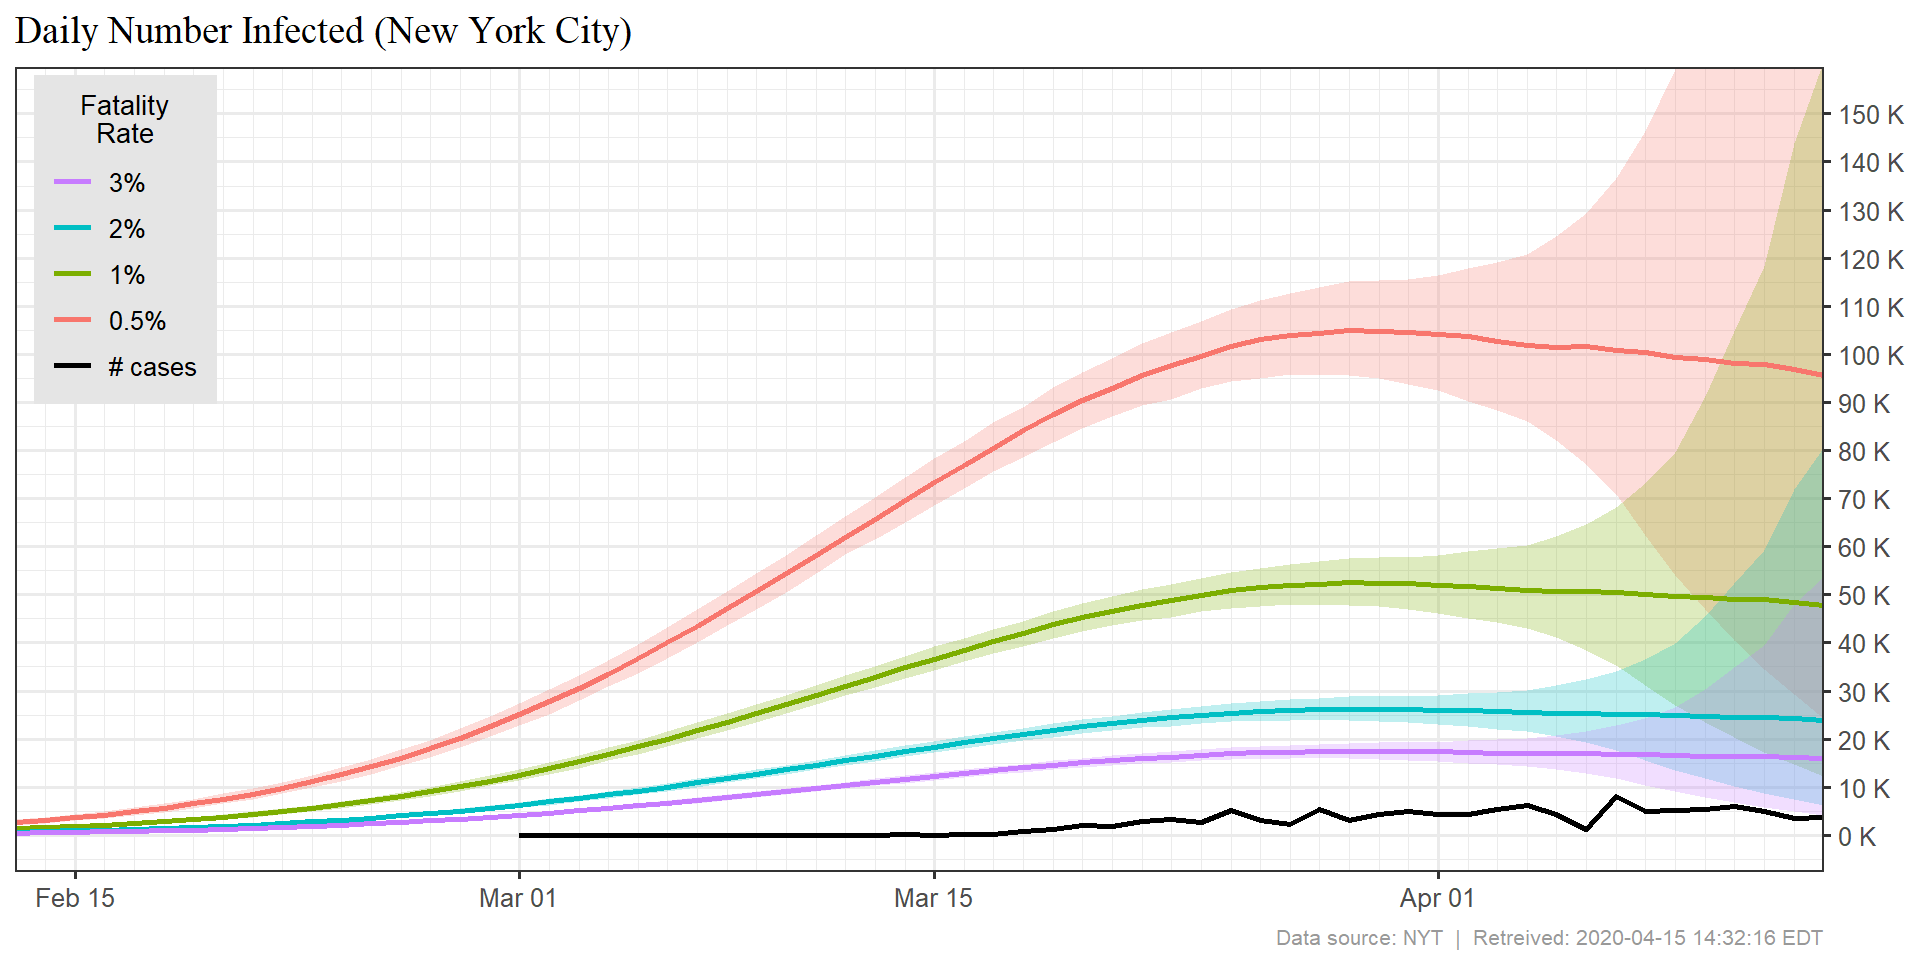 Daily Number Infected (New York City)
Fatality
Rate
3%
2%
1%
0.5%
# cases
150 K
140 K
130 K
120 K
110 K
100 K
90 K
80 K
70 K
60 K
50 K
40 K
30 K
20 K
10 K
0 K
Feb 15
Mar 01
Mar 15
Apr 01
Data source: NYT | Retreived: 2020-04-15 14:32:16 EDT